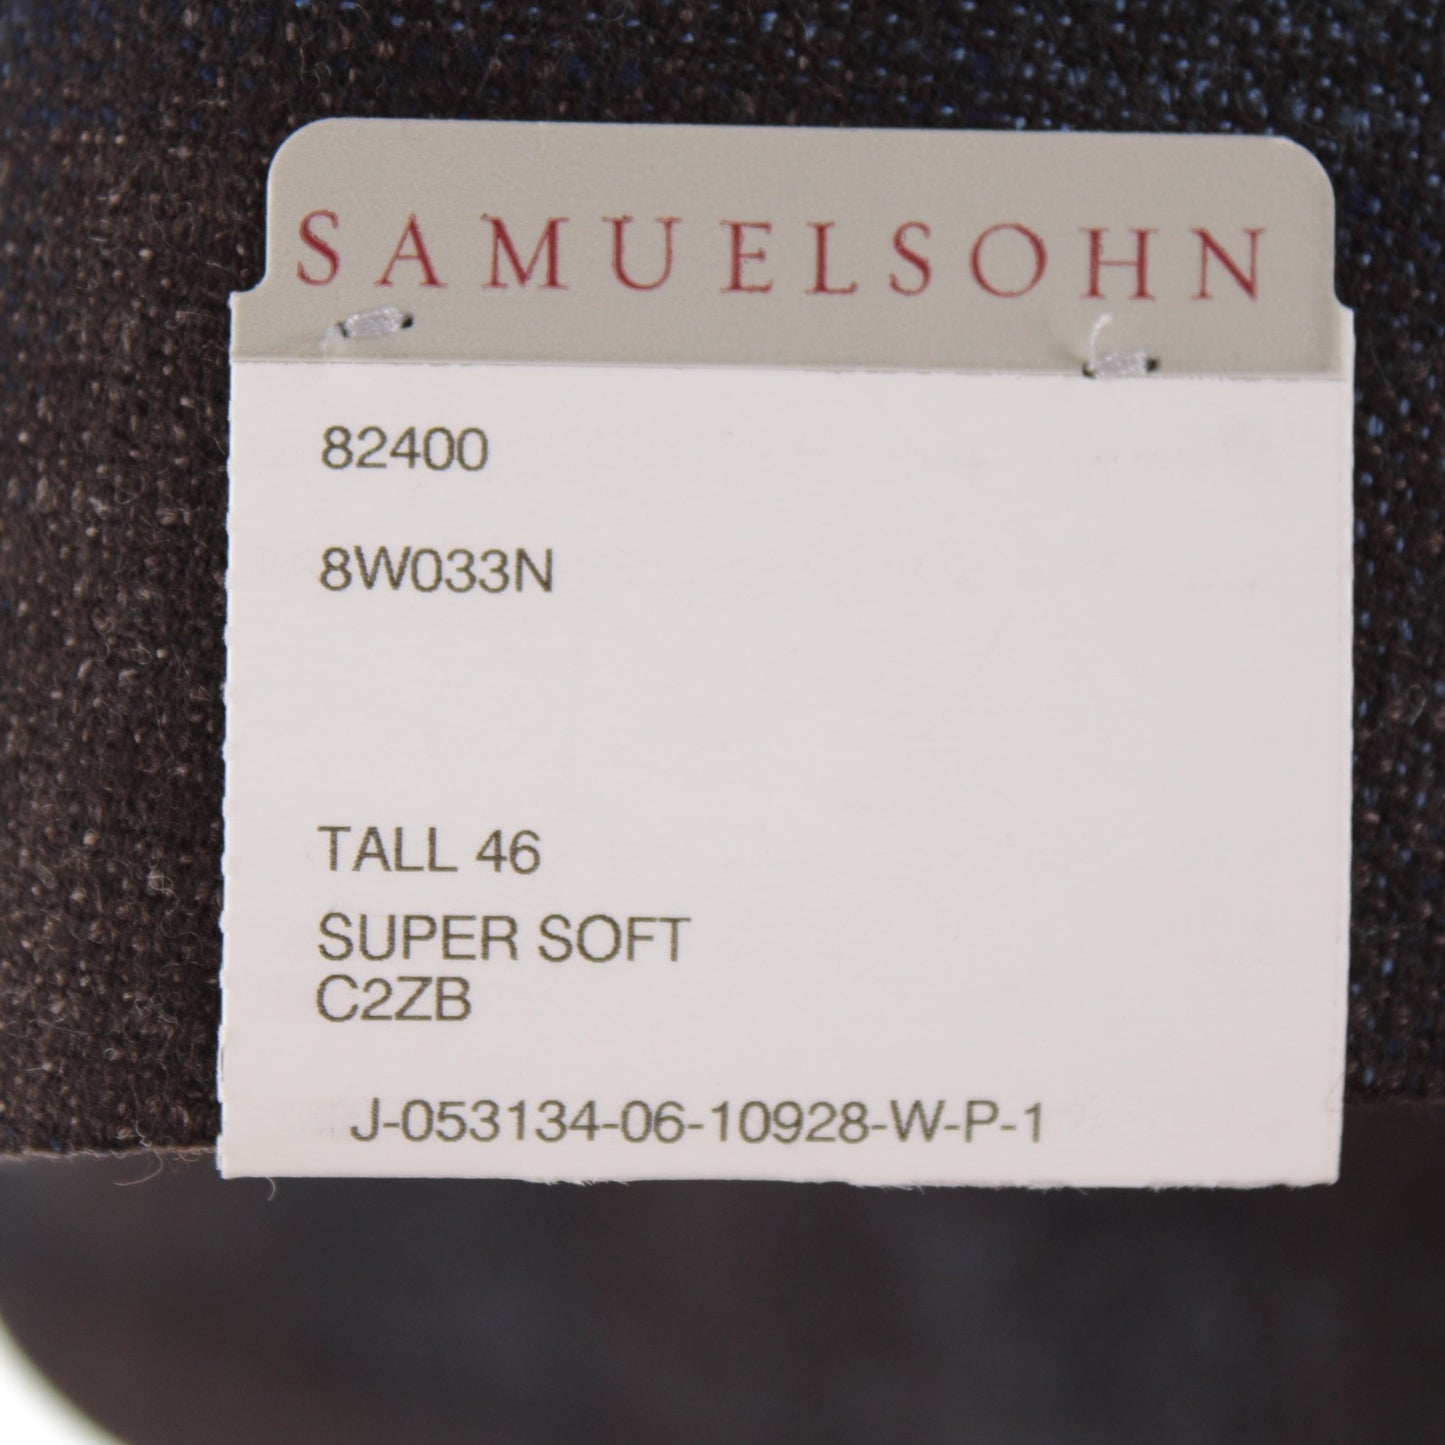 SAMUELSOHN
82400
8W033N
TALL 46
SUPER SOFT
C2ZB
J-053134-06-10928-W-P-1